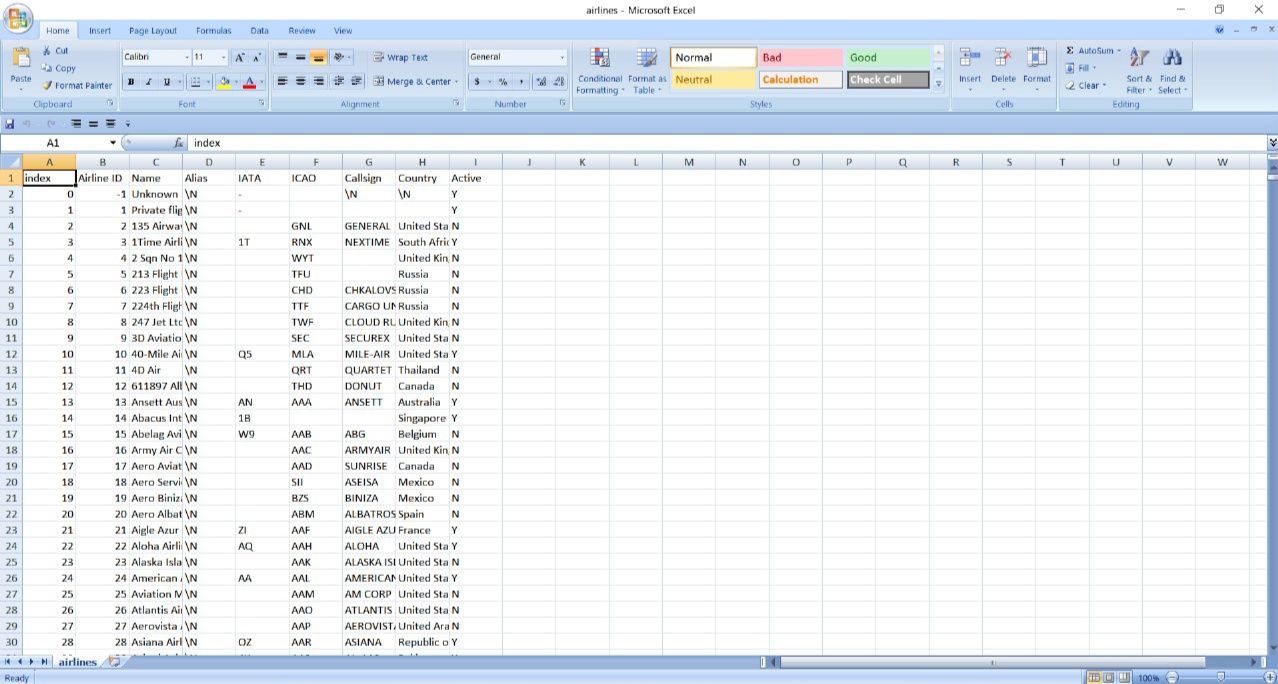 airlines - Microsoft Excel
Home Insert Page Layout Formulas Data Review View
Paste
Cut
Copy
Format Painter
Clipboard
Calibri 11
B I U
Font
Wrap Text
Merge & Center
Alignment
General
$ % ,
Number
Conditional Formatting
Format as Table
Normal Bad Good
Neutral Calculation Check Cell
Styles
Insert Delete Format
Cells
Σ AutoSum
Fill
Clear
Sort & Filter
Find & Select
Editing
A1 fx index
A B C D E F G H I J K L M N O P Q R S T U V W
1 index Airline ID Name Alias IATA ICAO Callsign Country Active
2 0 -1 Unknown \N - \N \N Y
3 1 1 Private flig \N - Y
4 2 2 135 Airwa \N GNL GENERAL United Sta N
5 3 3 1Time Airli \N 1T RNX NEXTIME South Afric Y
6 4 4 2 Sqn No 1 \N WYT United Kin N
7 5 5 213 Flight \N TFU Russia N
8 6 6 223 Flight \N CHD CHKALOVS Russia N
9 7 7 224th Fligh \N TTF CARGO UN Russia N
10 8 8 247 Jet Ltd \N TWF CLOUD RU United Kin N
11 9 9 3D Aviatio \N SEC SECUREX United Sta N
12 10 10 40-Mile Ai \N Q5 MLA MILE-AIR United Sta Y
13 11 11 4D Air \N QRT QUARTET Thailand N
14 12 12 611897 Alb \N THD DONUT Canada N
15 13 13 Ansett Aus \N AN AAA ANSETT Australia Y
16 14 14 Abacus Int \N 1B Singapore Y
17 15 15 Abelag Avi \N W9 AAB ABG Belgium N
18 16 16 Army Air C \N AAC ARMYAIR United Kin N
19 17 17 Aero Aviat \N AAD SUNRISE Canada N
20 18 18 Aero Servi \N SII ASEISA Mexico N
21 19 19 Aero Biniz \N BZS BINIZA Mexico N
22 20 20 Aero Albat \N ABM ALBATROS Spain N
23 21 21 Aigle Azur \N ZI AAF AIGLE AZU France Y
24 22 22 Aloha Airli \N AQ AAH ALOHA United Sta Y
25 23 23 Alaska Isla \N AAK ALASKA ISL United Sta N
26 24 24 American \N AA AAL AMERICAN United Sta Y
27 25 25 Aviation M \N AAM AM CORP United Sta N
28 26 26 Atlantis Ai \N AAO ATLANTIS United Sta N
29 27 27 Aerovista \N AAP AEROVIST United Ara N
30 28 28 Asiana Airl \N OZ AAR ASIANA Republic o Y
airlines
Ready 100%